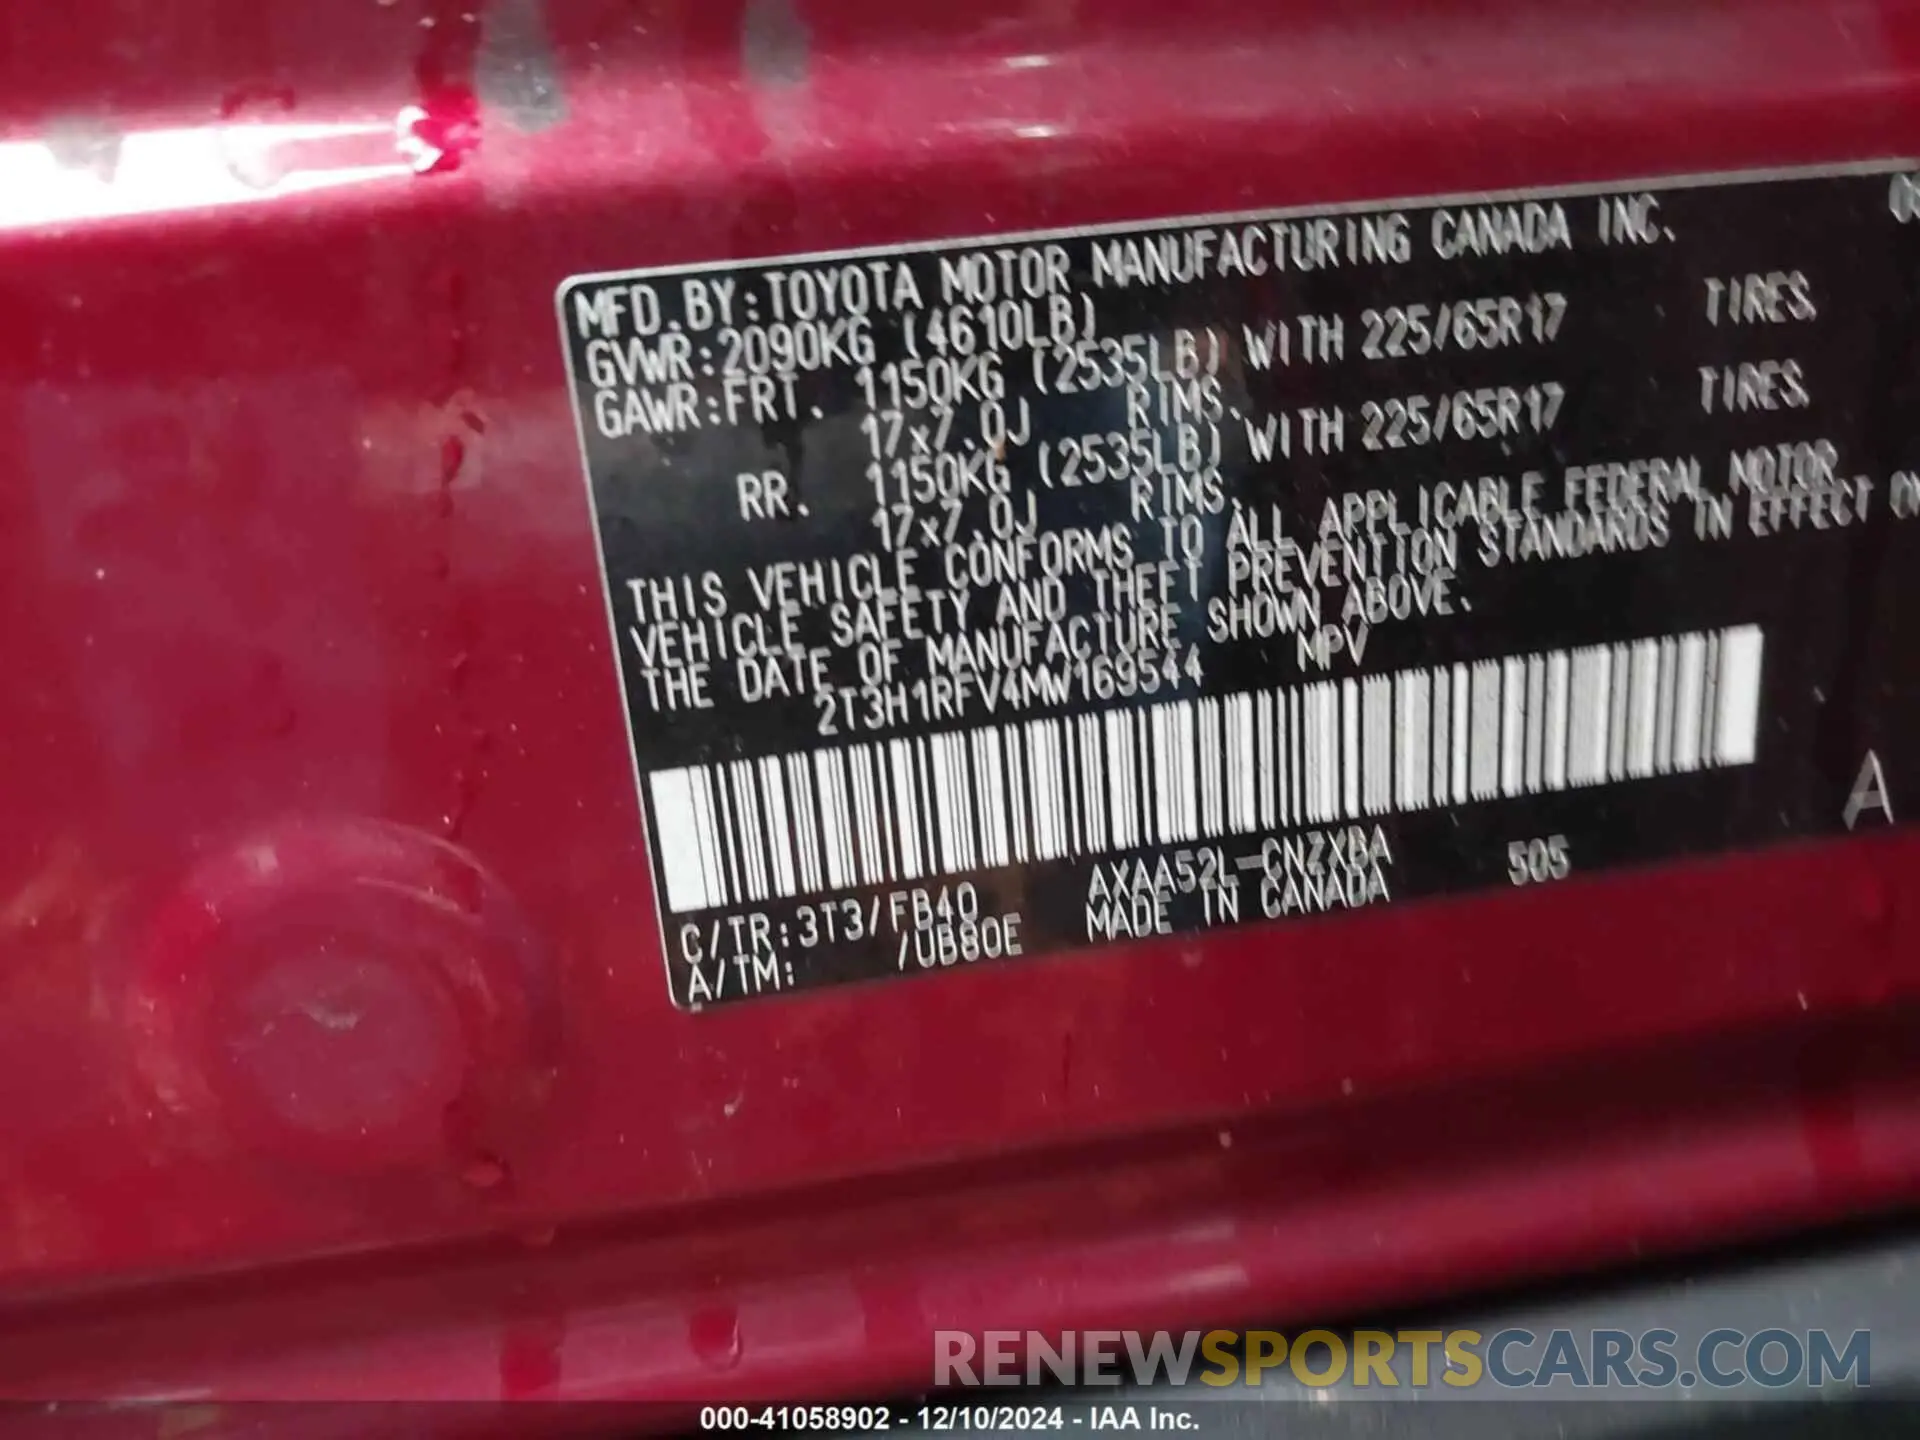 MFD.BY:TOYOTA MOTOR MANUFACTURING CANADA INC.
GVWR:2090KG (4610LB)
GAWR:FRT. 1150KG (2535LB) WITH 225/65R17 TIRES
17x7.0J RIMS.
RR. 1150KG (2535LB) WITH 225/65R17 TIRES
17x7.0J RIMS.
THIS VEHICLE CONFORMS TO ALL APPLICABLE FEDERAL MOTOR
VEHICLE SAFETY AND THEFT PREVENTION STANDARDS IN EFFECT
THE DATE OF MANUFACTURE SHOWN ABOVE.
2T3H1RFV4MW169544 MPV
A
C/TR:3T3/FB40 AXAA52L-CNZXBA 505
A/TM: /UB80E MADE IN CANADA
RENEWSPORTSCARS.COM
000-41058902 - 12/10/2024 - IAA Inc.